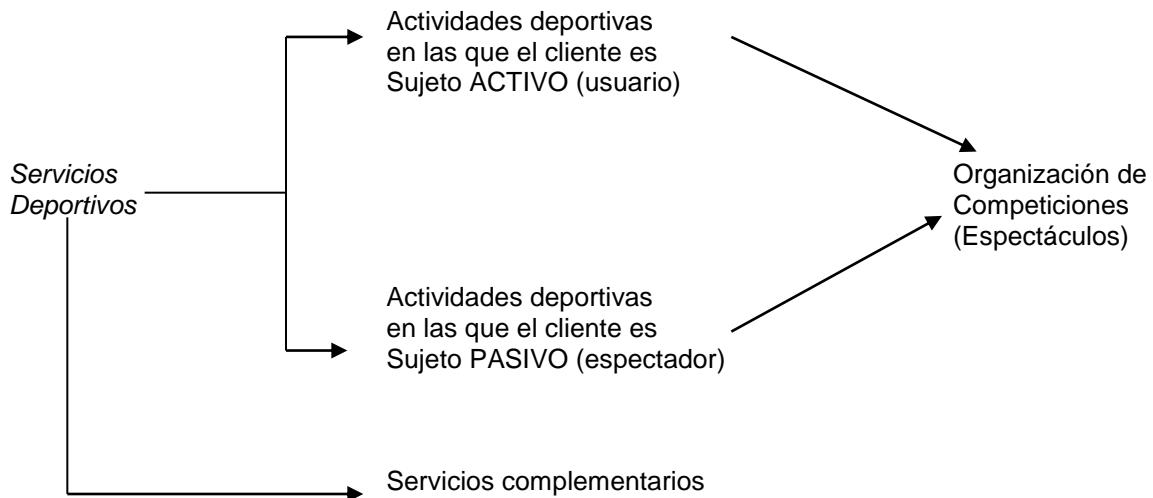 Actividades deportivas
en las que el cliente es
Sujeto ACTIVO (usuario)
Servicios
Deportivos
Organización de
Competiciones
(Espectáculos)
Actividades deportivas
en las que el cliente es
Sujeto PASIVO (espectador)
Servicios complementarios